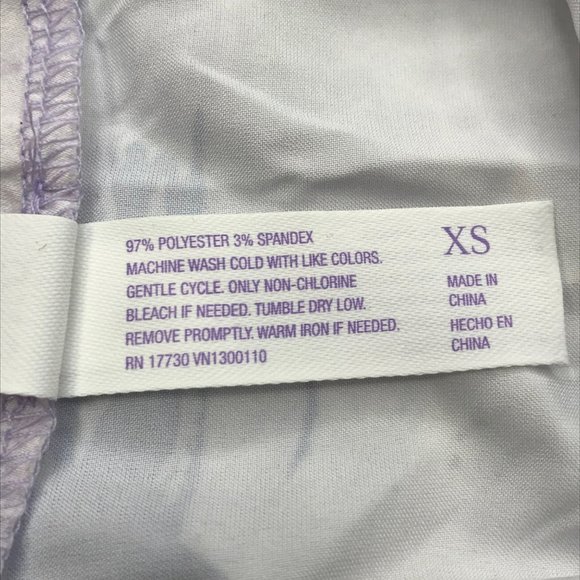 97% POLYESTER 3% SPANDEX
MACHINE WASH COLD WITH LIKE COLORS.
GENTLE CYCLE. ONLY NON-CHLORINE
BLEACH IF NEEDED. TUMBLE DRY LOW.
REMOVE PROMPTLY. WARM IRON IF NEEDED.
RN 17730 VN1300110
XS
MADE IN
CHINA
HECHO EN
CHINA